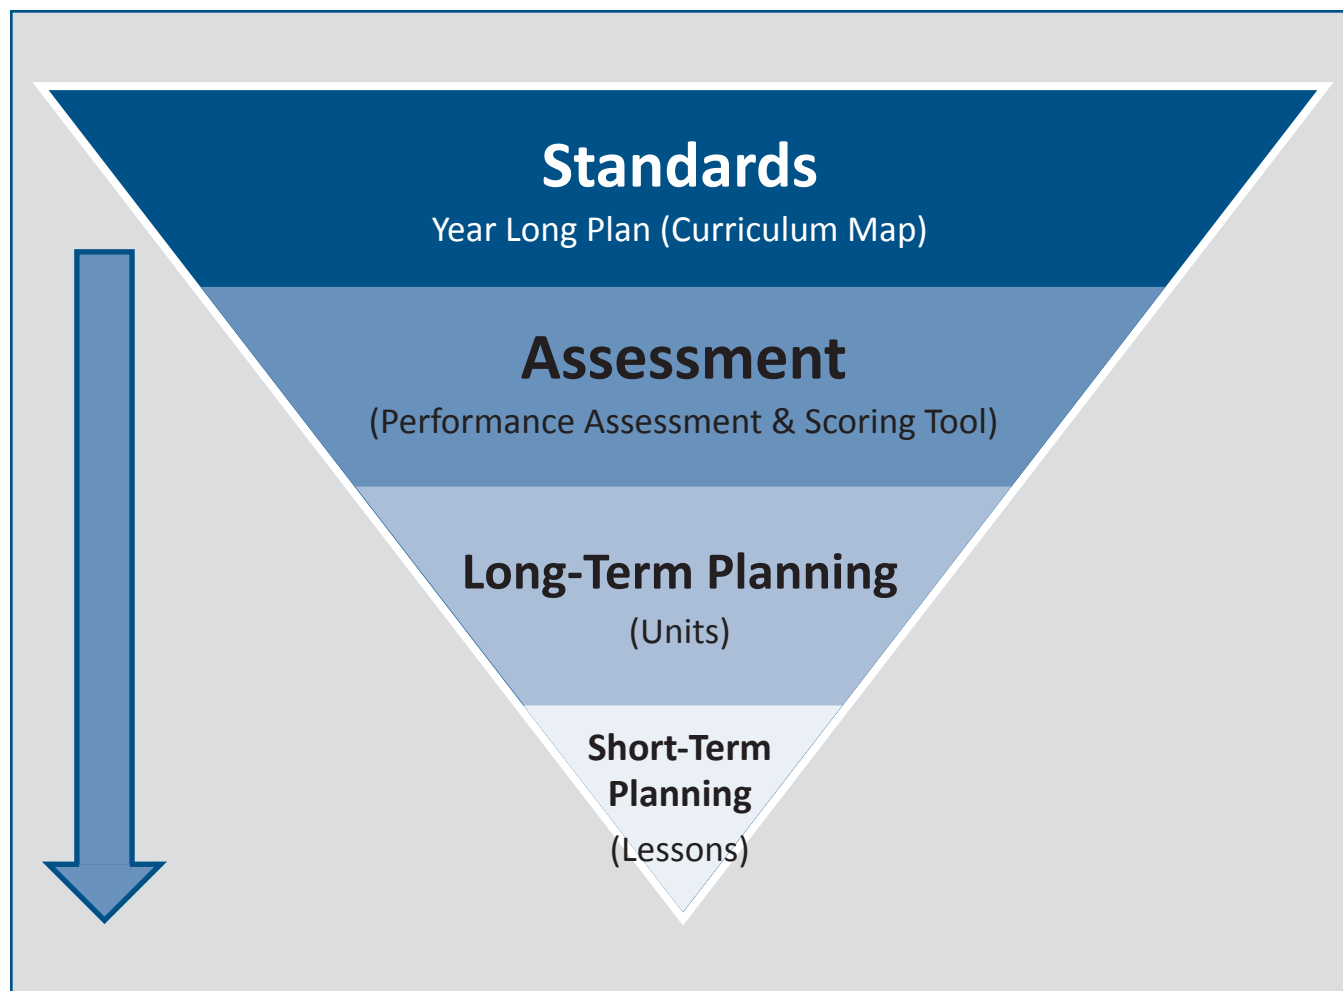 Standards
Year Long Plan (Curriculum Map)
Assessment
(Performance Assessment & Scoring Tool)
Long-Term Planning
(Units)
Short-Term
Planning
(Lessons)